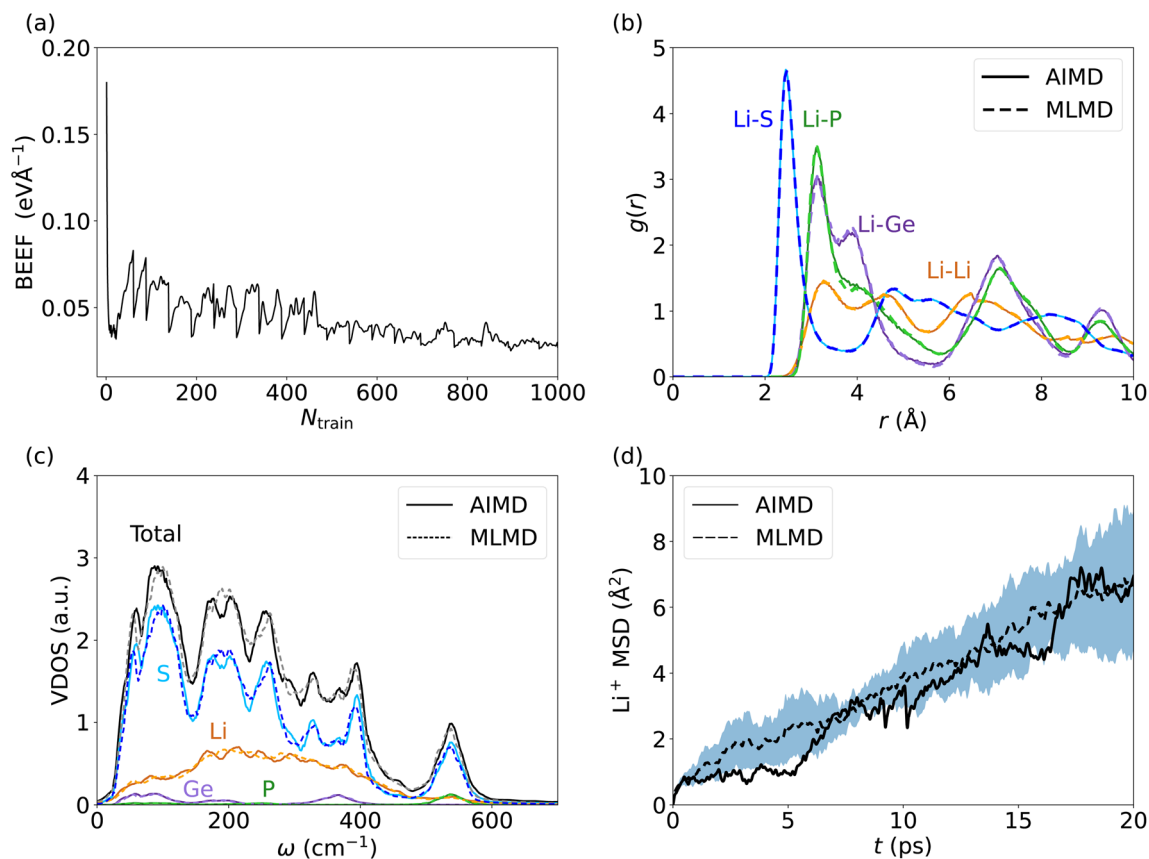 (a)
0.20
0.15
0.10
0.05
BEEF (eVÅ⁻¹)
0 200 400 600 800 1000
N_train
(b)
5
4
3
2
1
0
g(r)
AIMD
MLMD
Li-S
Li-P
Li-Ge
Li-Li
0 2 4 6 8 10
r (Å)
(c)
4
3
2
1
0
VDOS (a.u.)
AIMD
MLMD
Total
S
Li
Ge
P
0 200 400 600
ω (cm⁻¹)
(d)
10
8
6
4
2
0
Li⁺ MSD (Å²)
AIMD
MLMD
0 5 10 15 20
t (ps)